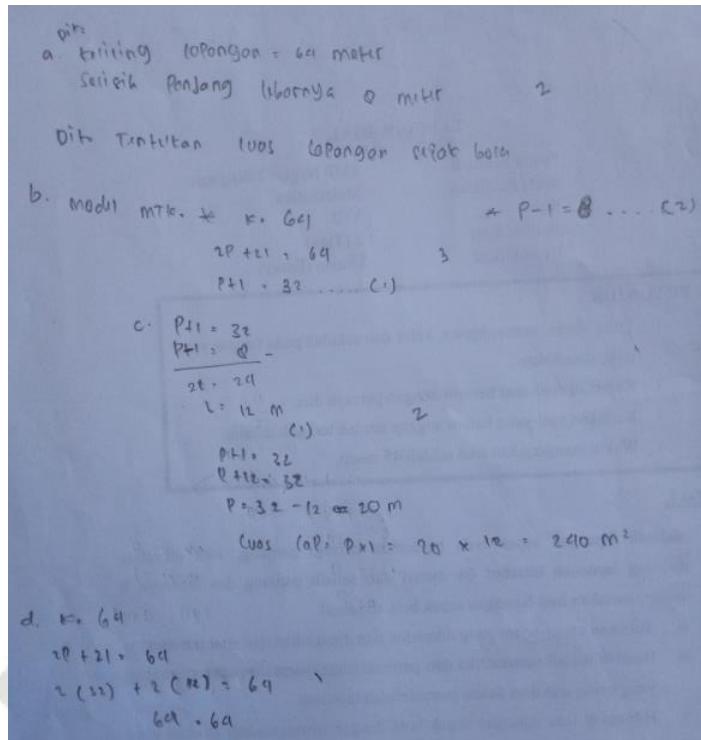 Dit:
a. keliling lapangan = 64 meter
Selisih Panjang lebarnya 8 meter 2
Dit Tentukan luas lapangan sepak bola
b. model MTK. * K = 64 * P - l = 8 .... (2)
2P + 2l = 64 3
P + l = 32 ..... (1)
c. P + l = 32
P + l = 8 -
2l = 24
l = 12 m 2
(1)
P + l = 32
P + 12 = 32
P = 32 - 12 = 20 m
Luas lap = P x l = 20 x 12 = 240 m²
d. K = 64
2P + 2l = 64
2 (32) + 2 (12) = 64
64 = 64